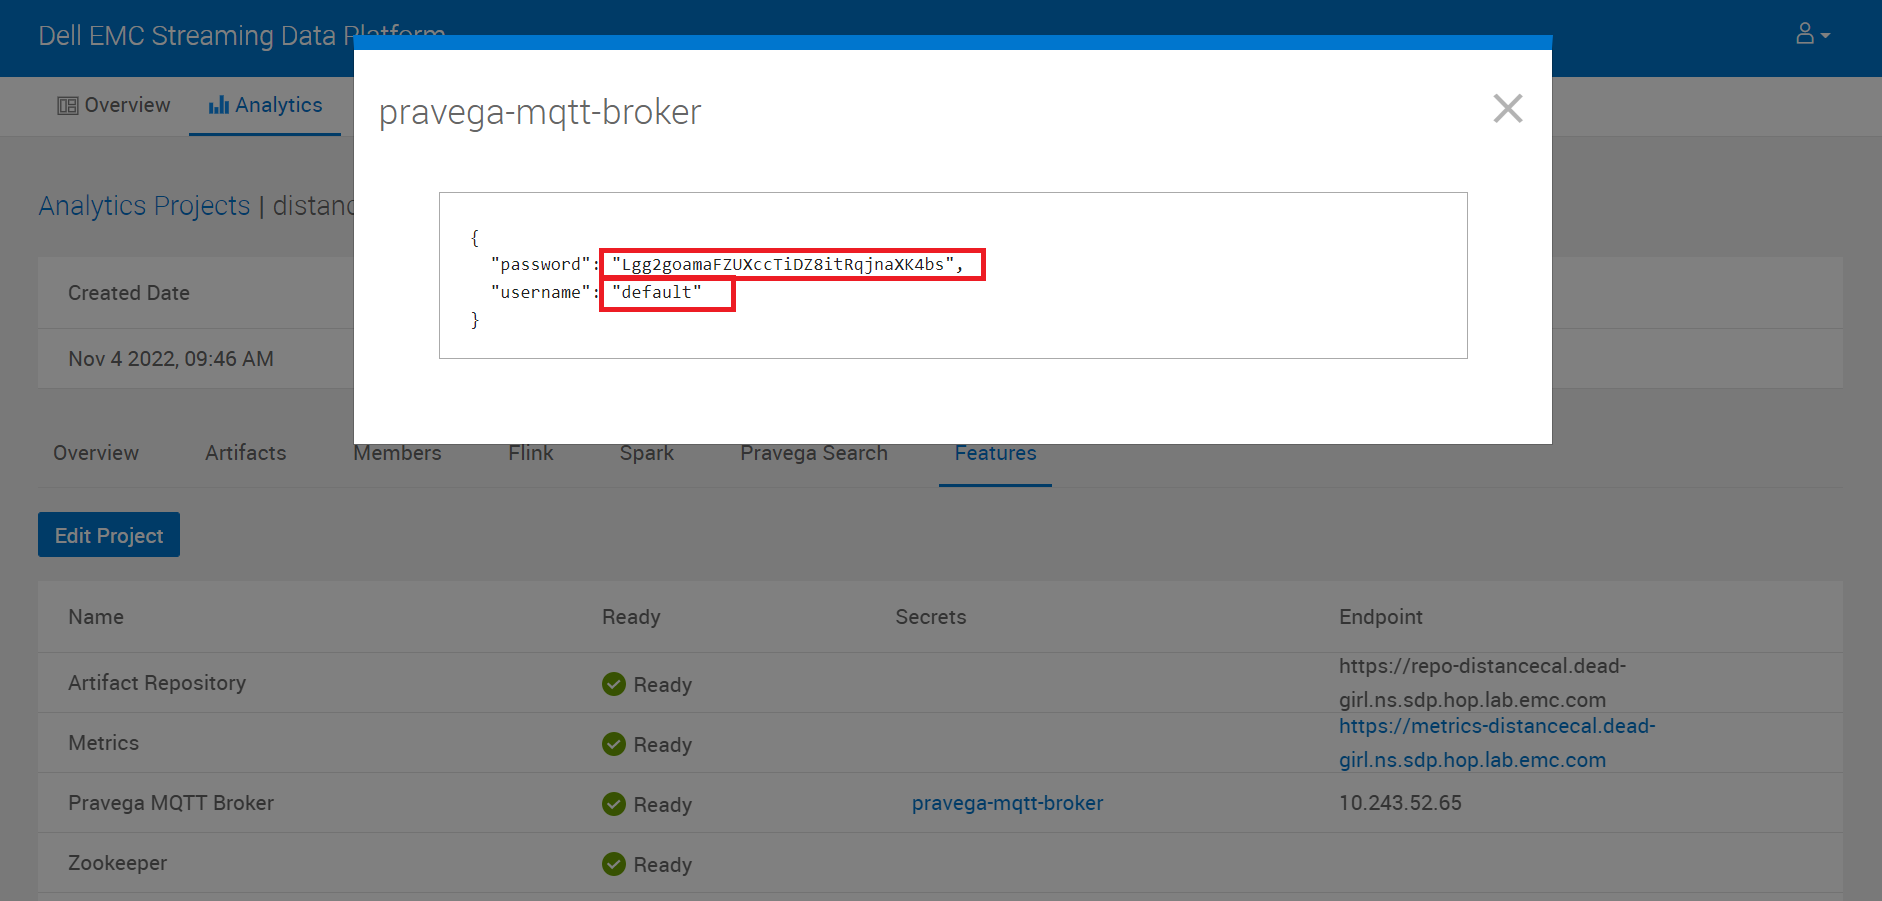 Dell EMC Streaming Data Platform
Overview
Analytics
pravega-mqtt-broker
Analytics Projects |
{
"password": "Lgg2goamaFZUXccTiDZ8itRqjnaXK4bs",
"username": "default"
}
Created Date
Nov 4 2022, 09:46 AM
Overview
Artifacts
Members
Flink
Spark
Pravega Search
Features
Edit Project
Name
Ready
Secrets
Endpoint
Artifact Repository
Ready
https://repo-distancecal.dead-
girl.ns.sdp.hop.lab.emc.com
Metrics
Ready
https://metrics-distancecal.dead-
girl.ns.sdp.hop.lab.emc.com
Pravega MQTT Broker
Ready
pravega-mqtt-broker
10.243.52.65
Zookeeper
Ready